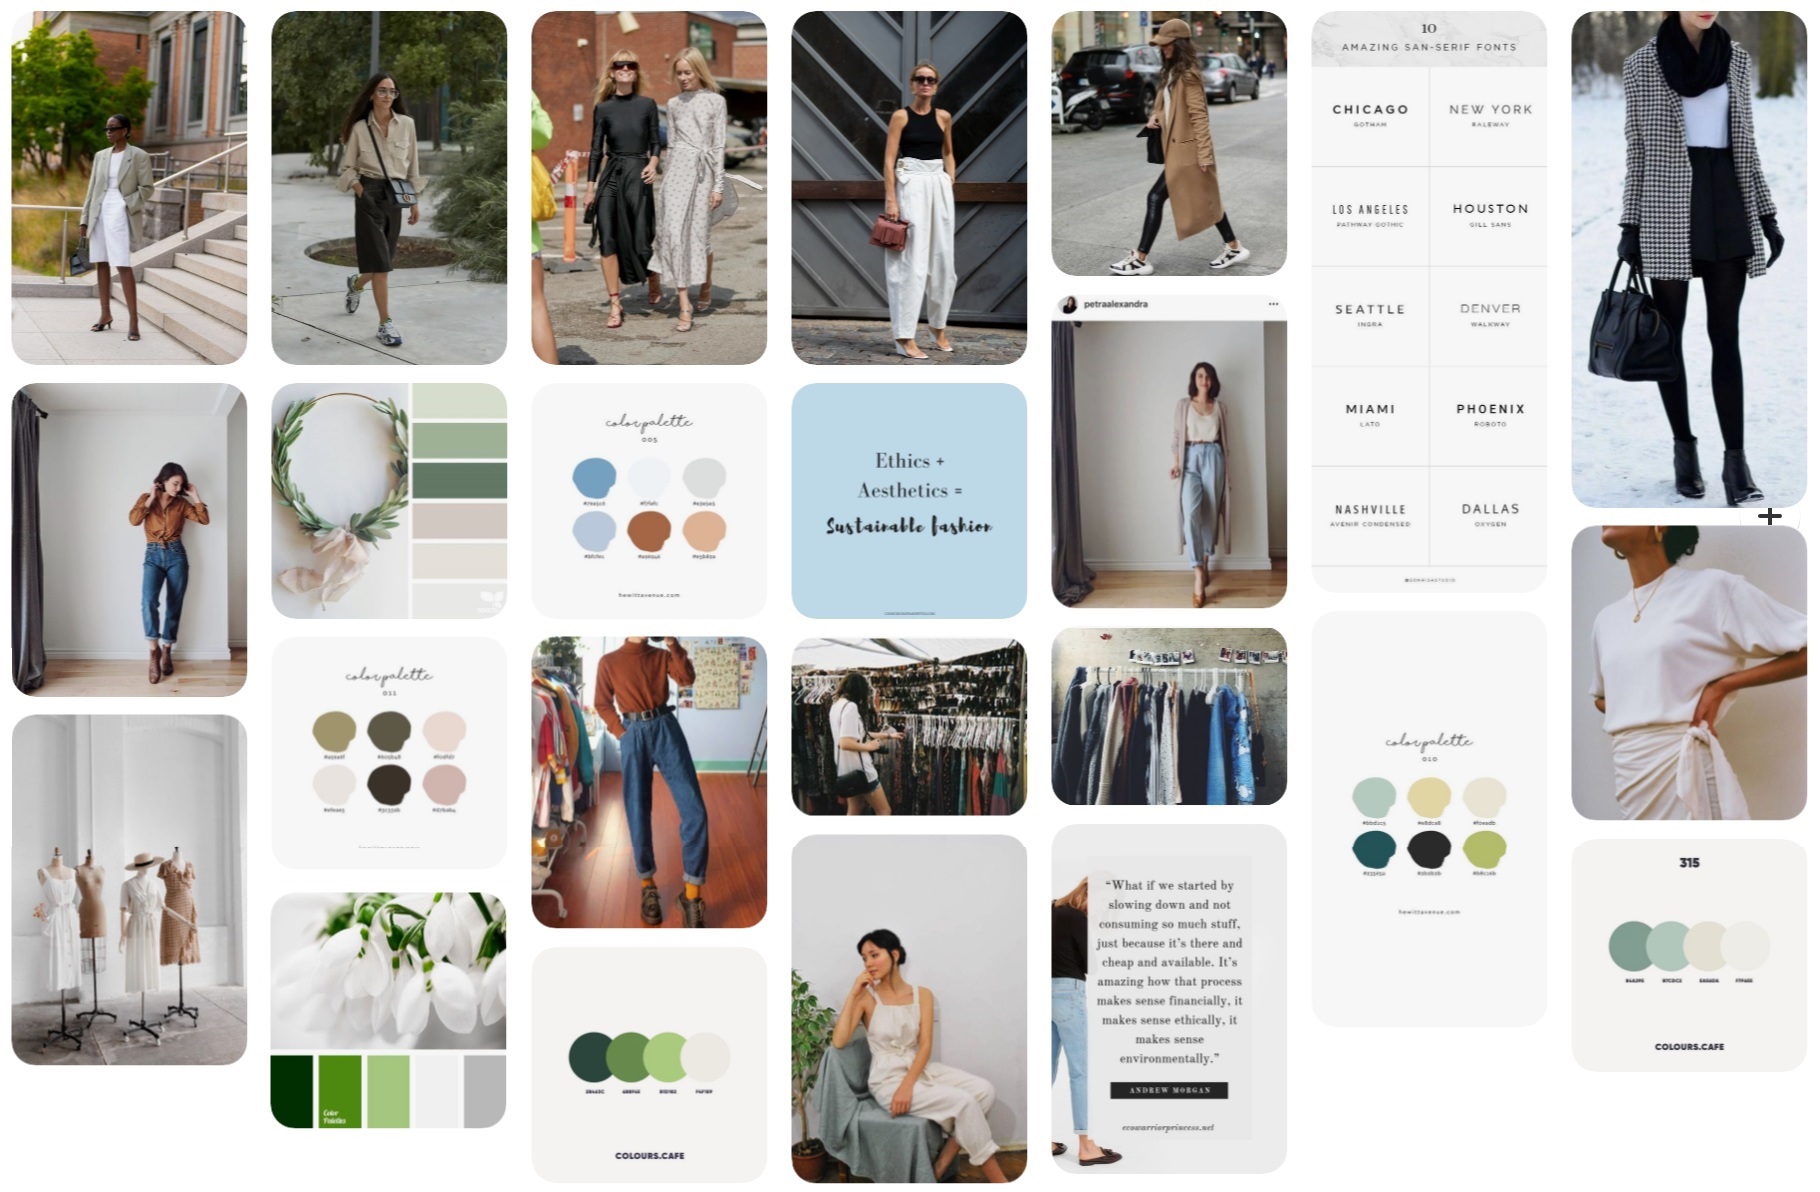 petraalexandra
10
AMAZING SAN-SERIF FONTS
CHICAGO
GOTHAM
NEW YORK
RALEWAY
LOS ANGELES
PATHWAY GOTHIC
HOUSTON
GILL SANS
SEATTLE
INGRA
DENVER
WALKWAY
MIAMI
LATO
PHOENIX
ROBOTO
NASHVILLE
AVENIR CONDENSED
DALLAS
OXYGEN
color palette
005
hewittavenue.com
Ethics +
Aesthetics =
Sustainable fashion
color palette
011
color palette
010
hewittavenue.com
"What if we started by
slowing down and not
consuming so much stuff,
just because it's there and
cheap and available. It's
amazing how that process
makes sense financially, it
makes sense ethically, it
makes sense
environmentally."
ANDREW MORGAN
ecowarriorprincess.net
315
COLOURS.CAFE
Color
Palettes
COLOURS.CAFE